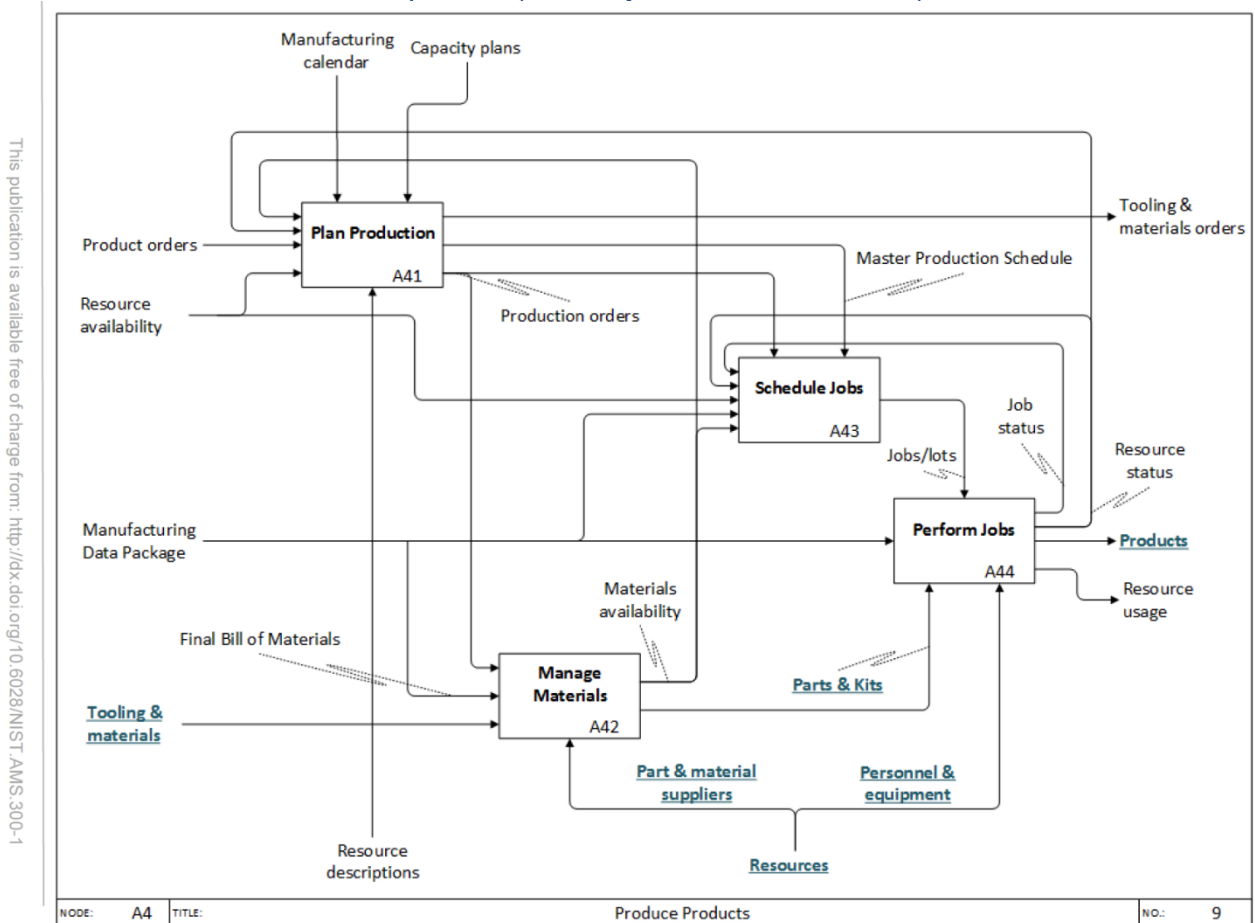 This publication is available free of charge from: http://dx.doi.org/10.6028/NIST.AMS.300-1
Manufacturing
calendar
Capacity plans
Plan Production
A41
Product orders
Resource
availability
Tooling &
materials orders
Master Production Schedule
Production orders
Schedule Jobs
A43
Job
status
Jobs/lots
Resource
status
Manufacturing
Data Package
Perform Jobs
A44
Products
Resource
usage
Materials
availability
Final Bill of Materials
Manage
Materials
A42
Parts & Kits
Tooling &
materials
Part & material
suppliers
Personnel &
equipment
Resource
descriptions
Resources
NODE: A4 TITLE: Produce Products NO.: 9